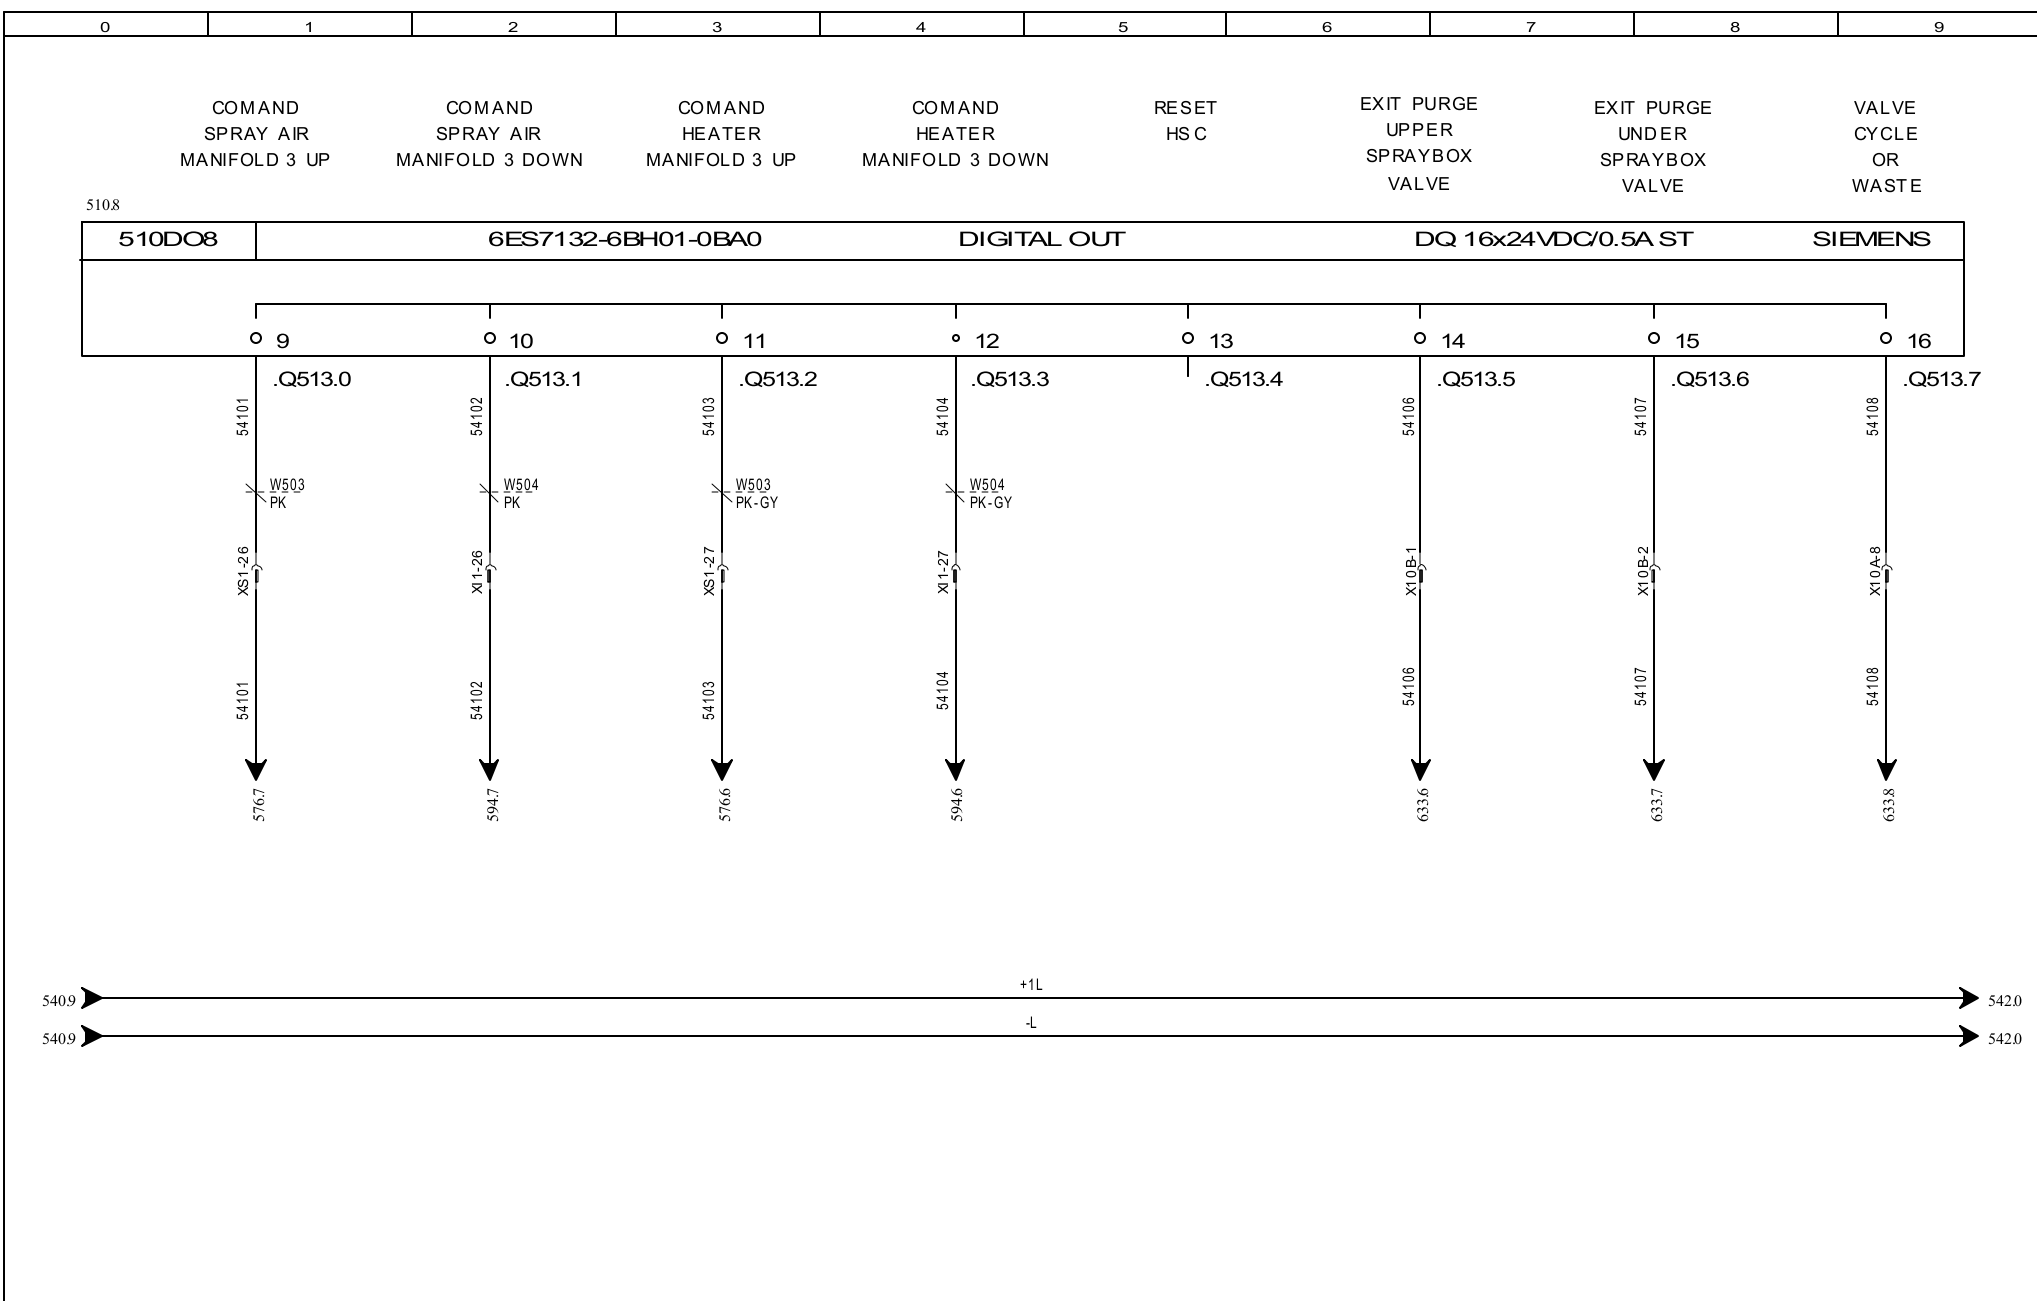 0 1 2 3 4 5 6 7 8 9
COMAND
SPRAY AIR
MANIFOLD 3 UP
COMAND
SPRAY AIR
MANIFOLD 3 DOWN
COMAND
HEATER
MANIFOLD 3 UP
COMAND
HEATER
MANIFOLD 3 DOWN
RESET
HSC
EXIT PURGE
UPPER
SPRAYBOX
VALVE
EXIT PURGE
UNDER
SPRAYBOX
VALVE
VALVE
CYCLE
OR
WASTE
510.8
510DO8 6ES7132-6BH01-0BA0 DIGITAL OUT DQ 16x24VDC/0.5A ST SIEMENS
9 10 11 12 13 14 15 16
.Q513.0 .Q513.1 .Q513.2 .Q513.3 .Q513.4 .Q513.5 .Q513.6 .Q513.7
54101 54102 54103 54104 54106 54107 54108
W503 W504 W503 W504
PK PK PK-GY PK-GY
XS1-26 XI1-26 XS1-27 XI1-27 X10B-1 X10B-2 X10A-8
54101 54102 54103 54104 54106 54107 54108
576.7 594.7 576.6 594.6 633.6 633.7 633.8
+1L
540.9 542.0
-L
540.9 542.0